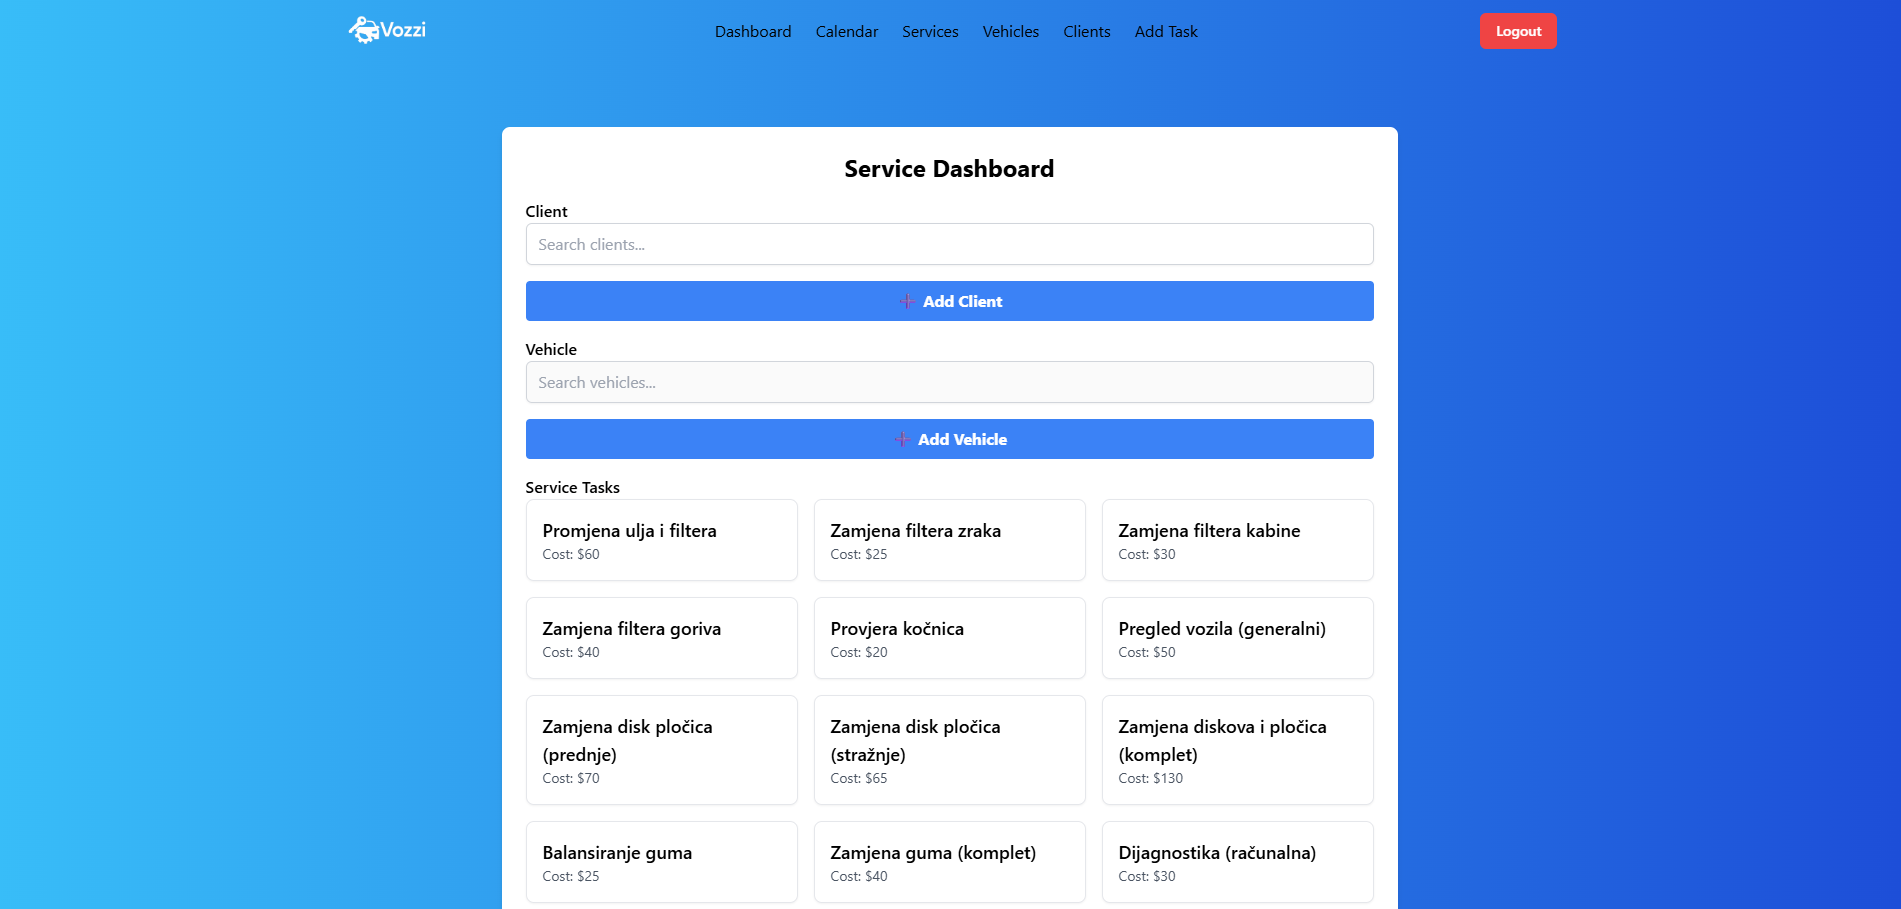 Vozzi
Dashboard Calendar Services Vehicles Clients Add Task
Logout
Service Dashboard
Client
Search clients...
➕ Add Client
Vehicle
Search vehicles...
➕ Add Vehicle
Service Tasks
Promjena ulja i filtera
Cost: $60
Zamjena filtera zraka
Cost: $25
Zamjena filtera kabine
Cost: $30
Zamjena filtera goriva
Cost: $40
Provjera kočnica
Cost: $20
Pregled vozila (generalni)
Cost: $50
Zamjena disk pločica
(prednje)
Cost: $70
Zamjena disk pločica
(stražnje)
Cost: $65
Zamjena diskova i pločica
(komplet)
Cost: $130
Balansiranje guma
Cost: $25
Zamjena guma (komplet)
Cost: $40
Dijagnostika (računalna)
Cost: $30